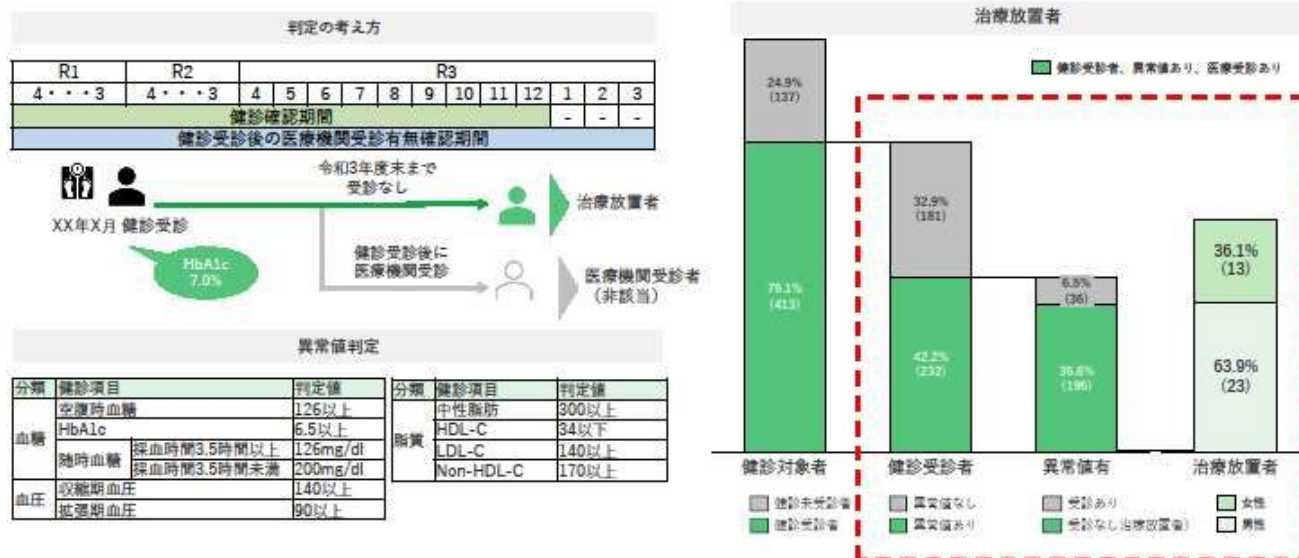 判定の考え方
R1 R2 R3
4・・・3 4・・・3 4 5 6 7 8 9 10 11 12 1 2 3
健診確認期間 - - -
健診受診後の医療機関受診有無確認期間
令和3年度末まで
受診なし
治療放置者
XX年X月 健診受診
HbA1c
7.0%
健診受診後に
医療機関受診
医療機関受診者
（非該当）
異常値判定
分類 健診項目 判定値
血糖 空腹時血糖 126以上
HbA1c 6.5以上
随時血糖 採血時間3.5時間以上 126mg/dl
採血時間3.5時間未満 200mg/dl
血圧 収縮期血圧 140以上
拡張期血圧 90以上
分類 健診項目 判定値
脂質 中性脂肪 300以上
HDL-C 34以下
LDL-C 140以上
Non-HDL-C 170以上
治療放置者
健診受診者、異常値あり、医療受診あり
24.9%
(137)
75.1%
(413)
32.9%
(181)
42.2%
(232)
6.5%
(36)
35.6%
(196)
36.1%
(13)
63.9%
(23)
健診対象者 健診受診者 異常値有 治療放置者
健診未受診者 異常値なし 受診あり 女性
健診受診者 異常値あり 受診なし治療放置者） 男性